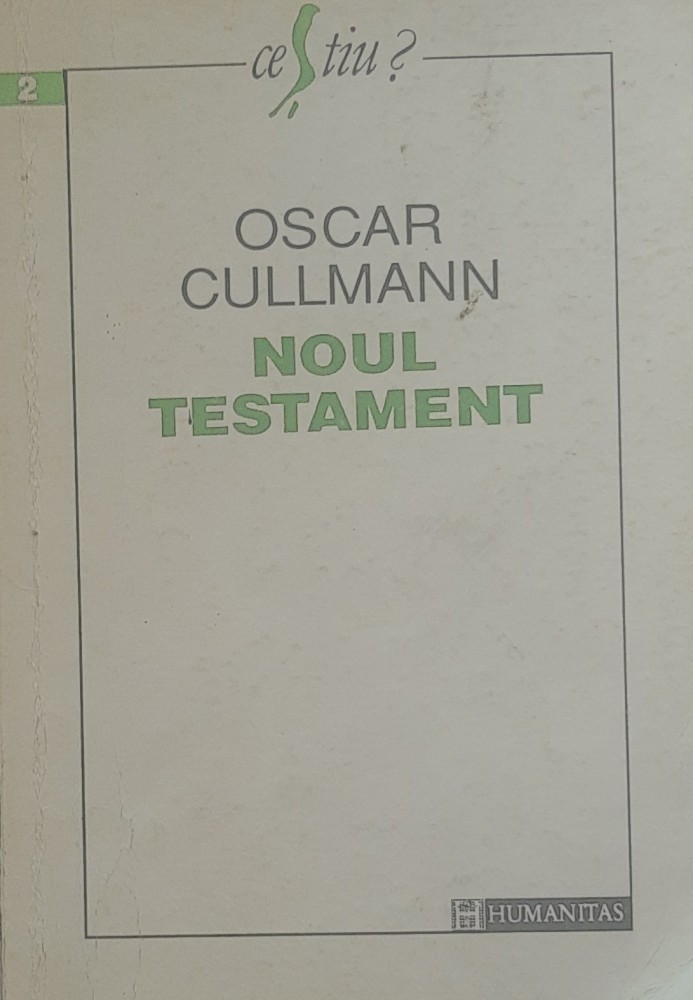 ce Știu?
2
OSCAR
CULLMANN
NOUL
TESTAMENT
HUMANITAS